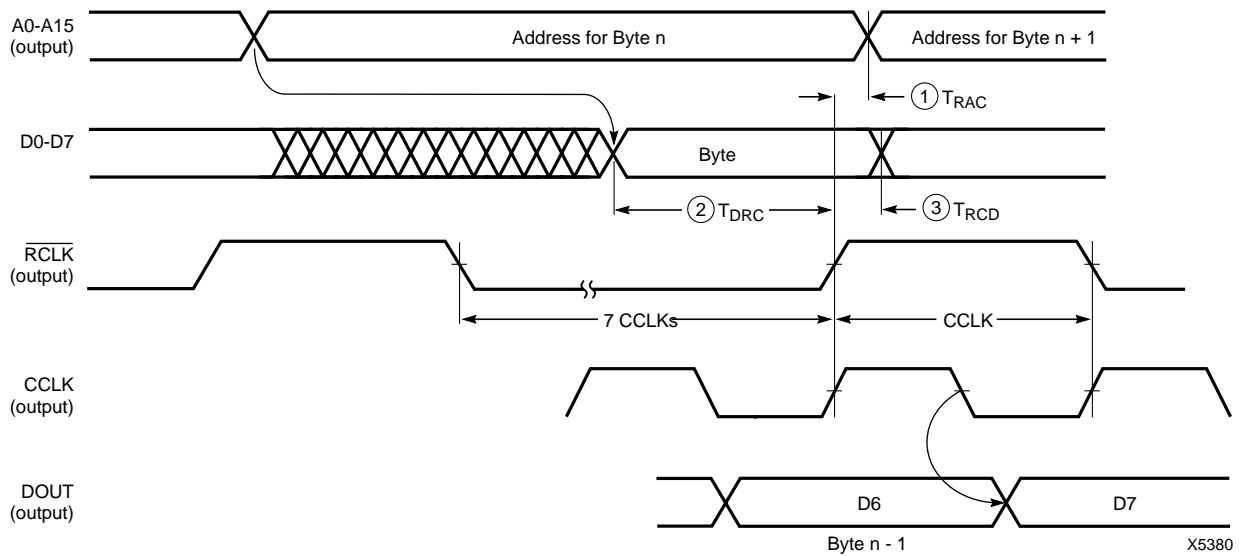 A0-A15
(output)
Address for Byte n
Address for Byte n + 1
1 TRAC
D0-D7
Byte
2 TDRC
3 TRCD
RCLK
(output)
7 CCLKs
CCLK
CCLK
(output)
DOUT
(output)
D6
D7
Byte n - 1
X5380